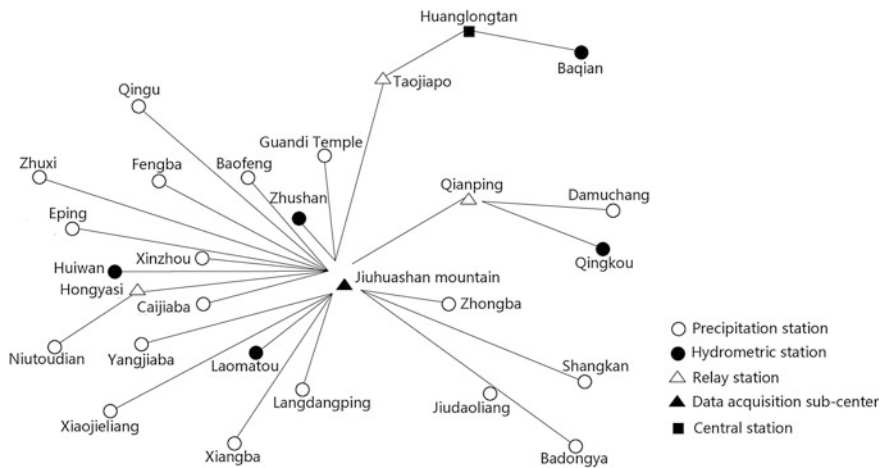 Huanglongtan
Baqian
Taojiapo
Qingu
Guandi Temple
Zhuxi
Fengba
Baofeng
Zhushan
Qianping
Damuchang
Eping
Xinzhou
Qingkou
Huiwan
Jiuhuashan mountain
Hongyasi
Caijiaba
Zhongba
Niutoudian
Yangjiaba
Laomatou
Shangkan
Langdangping
Jiudaoliang
Xiaojieliang
Xiangba
Badongya
Precipitation station
Hydrometric station
Relay station
Data acquisition sub-center
Central station